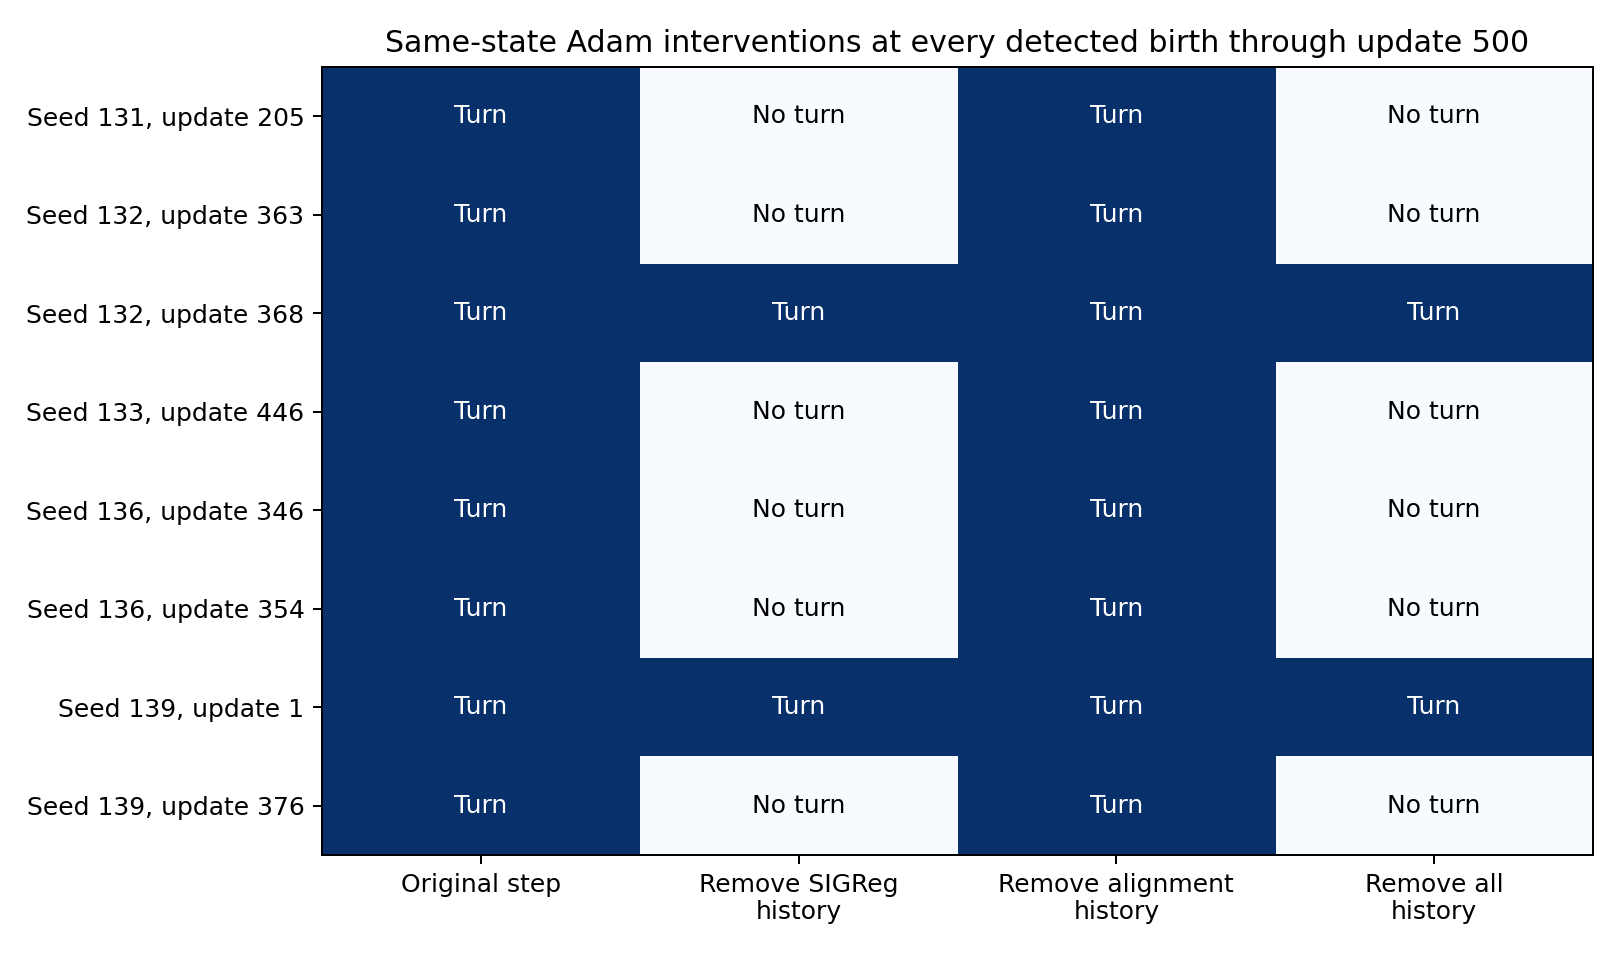 Same-state Adam interventions at every detected birth through update 500
Seed 131, update 205 Turn No turn Turn No turn
Seed 132, update 363 Turn No turn Turn No turn
Seed 132, update 368 Turn Turn Turn Turn
Seed 133, update 446 Turn No turn Turn No turn
Seed 136, update 346 Turn No turn Turn No turn
Seed 136, update 354 Turn No turn Turn No turn
Seed 139, update 1 Turn Turn Turn Turn
Seed 139, update 376 Turn No turn Turn No turn
Original step Remove SIGReg Remove alignment Remove all
history history history